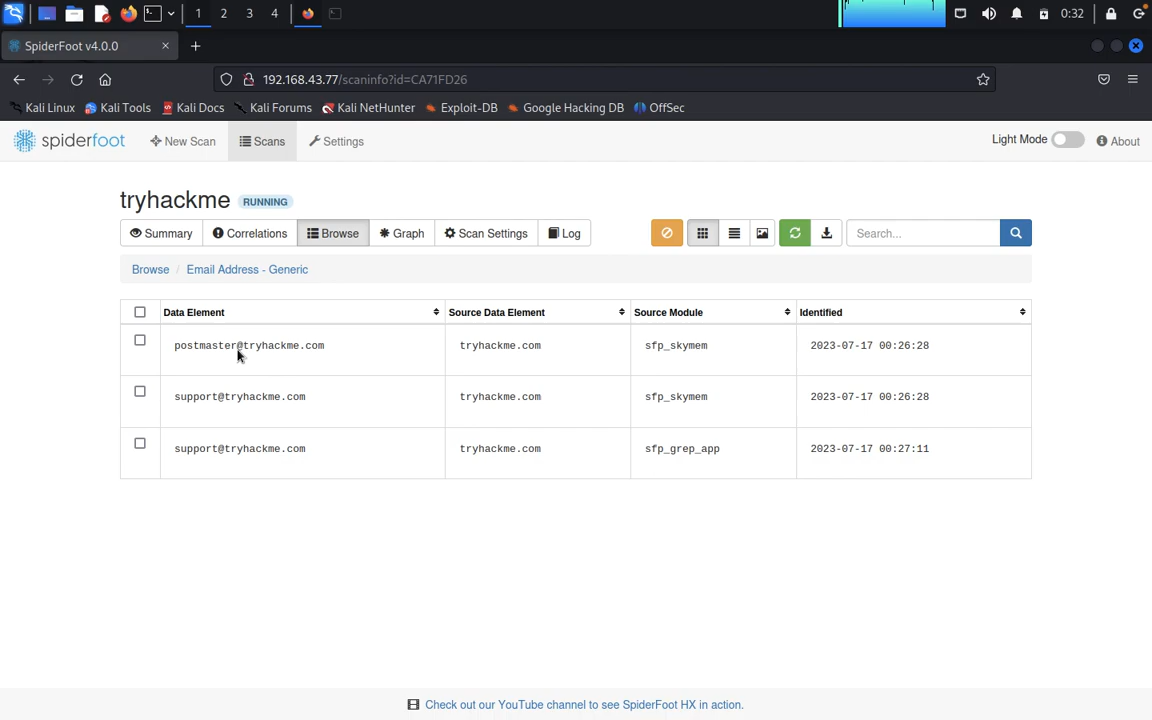 1 2 3 4 0:32
SpiderFoot v4.0.0
192.168.43.77/scaninfo?id=CA71FD26
Kali Linux Kali Tools Kali Docs Kali Forums Kali NetHunter Exploit-DB Google Hacking DB OffSec
spiderfoot New Scan Scans Settings Light Mode About
tryhackme RUNNING
Summary Correlations Browse Graph Scan Settings Log Search...
Browse / Email Address - Generic
Data Element Source Data Element Source Module Identified
postmaster@tryhackme.com tryhackme.com sfp_skymem 2023-07-17 00:26:28
support@tryhackme.com tryhackme.com sfp_skymem 2023-07-17 00:26:28
support@tryhackme.com tryhackme.com sfp_grep_app 2023-07-17 00:27:11
Check out our YouTube channel to see SpiderFoot HX in action.